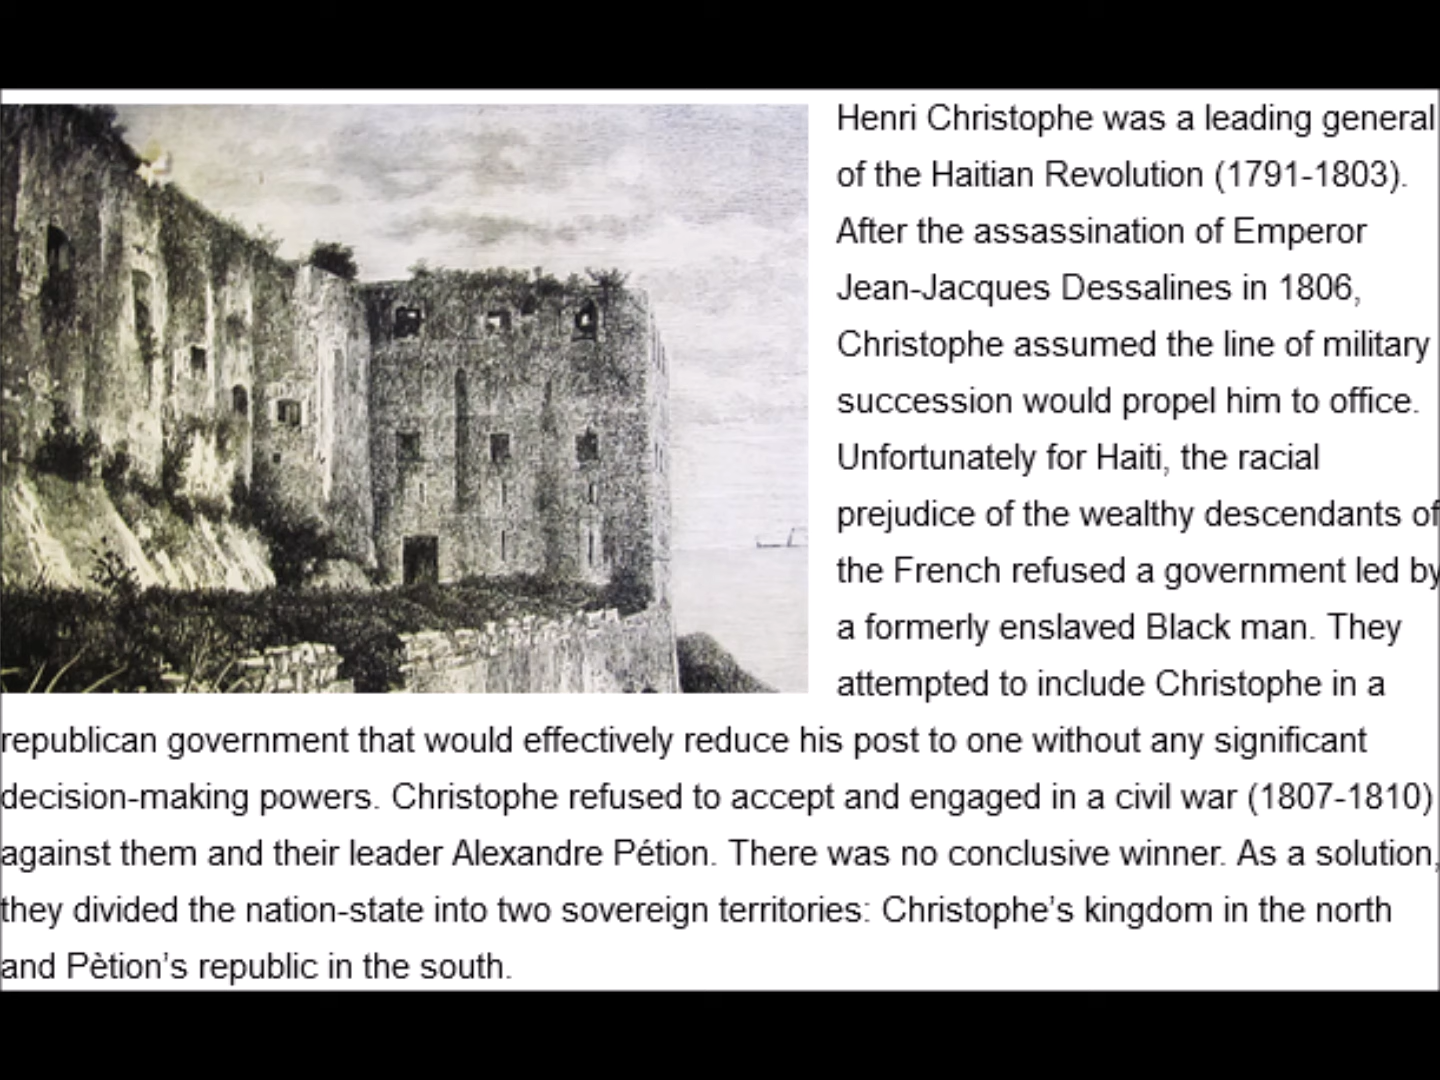 Henri Christophe was a leading general
of the Haitian Revolution (1791-1803).
After the assassination of Emperor
Jean-Jacques Dessalines in 1806,
Christophe assumed the line of military
succession would propel him to office.
Unfortunately for Haiti, the racial
prejudice of the wealthy descendants of
the French refused a government led by
a formerly enslaved Black man. They
attempted to include Christophe in a
republican government that would effectively reduce his post to one without any significant
decision-making powers. Christophe refused to accept and engaged in a civil war (1807-1810)
against them and their leader Alexandre Pétion. There was no conclusive winner. As a solution,
they divided the nation-state into two sovereign territories: Christophe’s kingdom in the north
and Pètion’s republic in the south.